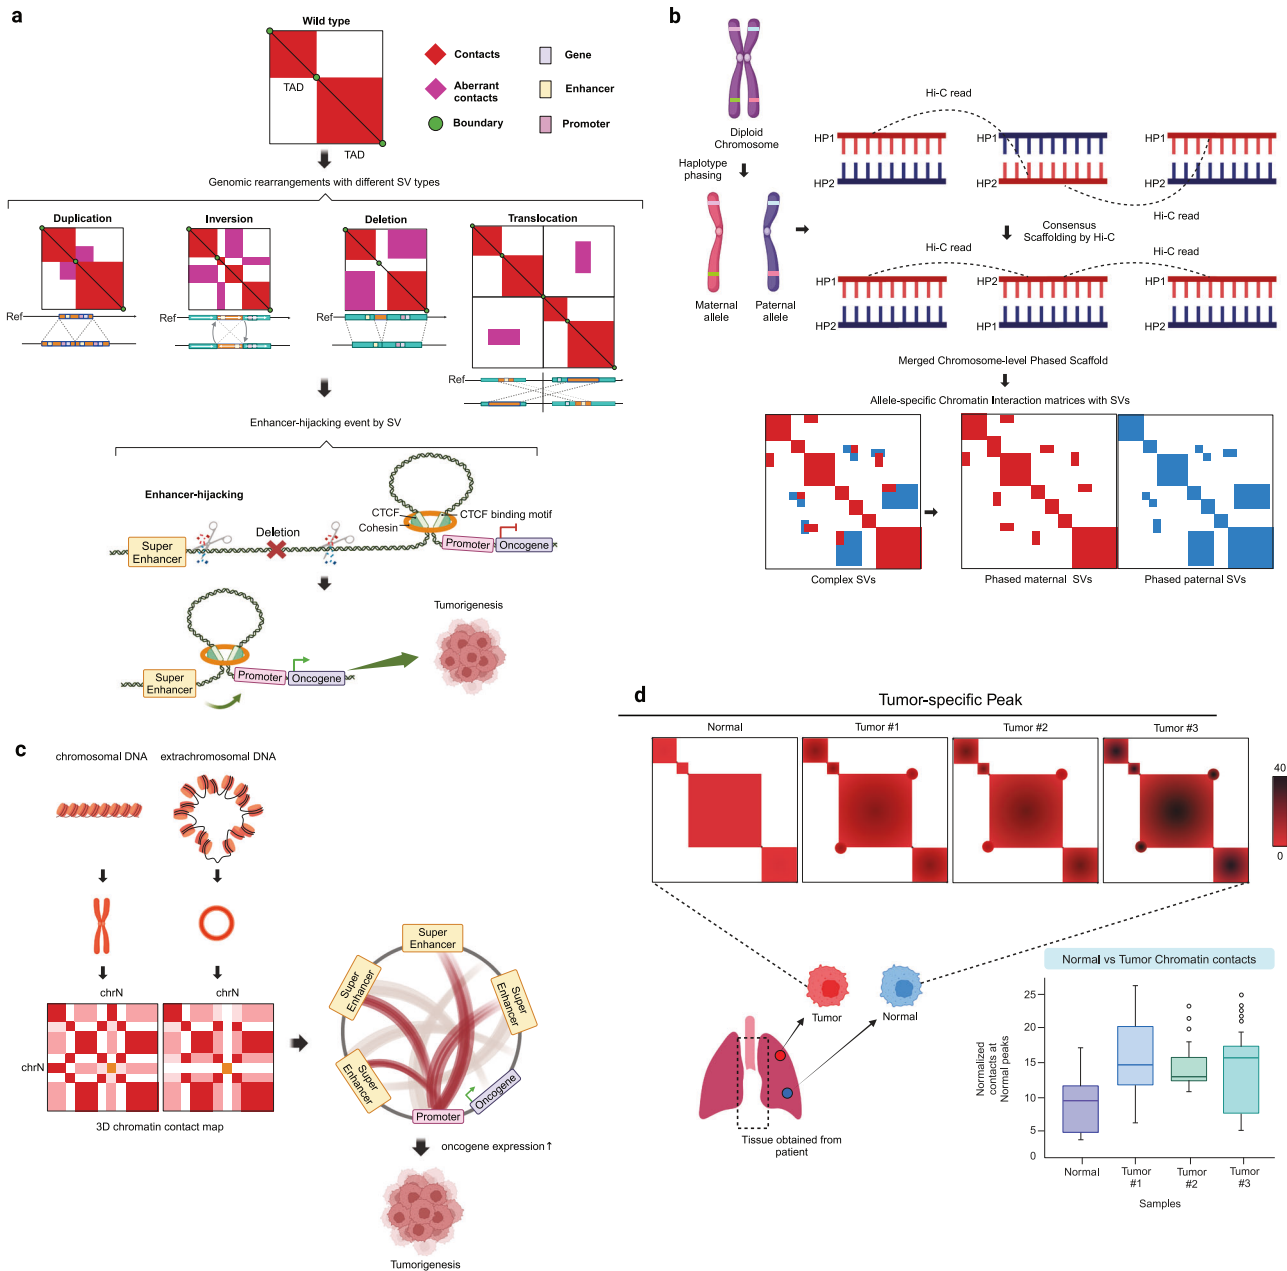 a
Wild type
TAD
TAD
Contacts
Aberrant
contacts
Boundary
Gene
Enhancer
Promoter
Genomic rearrangements with different SV types
Duplication
Inversion
Deletion
Translocation
Ref
Ref
Ref
Ref
Enhancer-hijacking event by SV
Enhancer-hijacking
Deletion
CTCF
Cohesin
CTCF binding motif
Super
Enhancer
Promoter
Oncogene
Tumorigenesis
Super
Enhancer
Promoter
Oncogene
b
Diploid
Chromosome
Haplotype
phasing
Maternal
allele
Paternal
allele
Hi-C read
HP1
HP1
HP1
HP2
HP2
HP2
Hi-C read
Consensus
Scaffolding by Hi-C
Hi-C read
Hi-C read
HP1
HP2
HP1
HP2
HP1
HP2
Merged Chromosome-level Phased Scaffold
Allele-specific Chromatin Interaction matrices with SVs
Complex SVs
Phased maternal SVs
Phased paternal SVs
c
chromosomal DNA
extrachromosomal DNA
chrN
chrN
chrN
3D chromatin contact map
Super
Enhancer
Super
Enhancer
Super
Enhancer
Super
Enhancer
Promoter
Oncogene
oncogene expression↑
Tumorigenesis
d
Tumor-specific Peak
Normal
Tumor #1
Tumor #2
Tumor #3
40
0
Tumor
Normal
Tissue obtained from
patient
Normal vs Tumor Chromatin contacts
Normalized
contacts at
Normal peaks
25
20
15
10
5
0
Normal
Tumor
#1
Tumor
#2
Tumor
#3
Samples